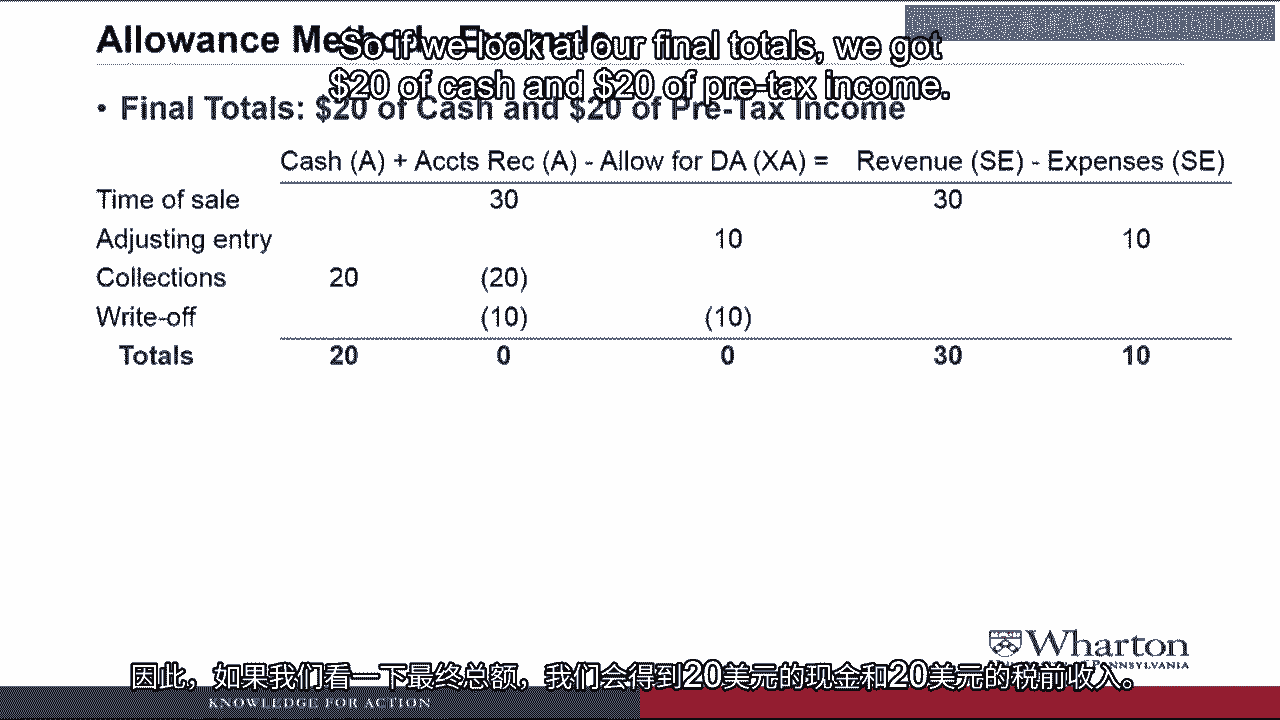 Allowance Method - Example
So if we look at our final totals, we got
$20 of cash and $20 of pre-tax income.
• Final Totals: $20 of Cash and $20 of Pre-Tax Income
Cash (A) + Accts Rec (A) - Allow for DA (XA) = Revenue (SE) - Expenses (SE)
Time of sale 30 30
Adjusting entry 10 10
Collections 20 (20)
Write-off (10) (10)
Totals 20 0 0 30 10
Wharton
PENNSYLVANIA
因此，如果我们看一下最终总额，我们会得到20美元的现金和20美元的税前收入。
KNOWLEDGE FOR ACTION